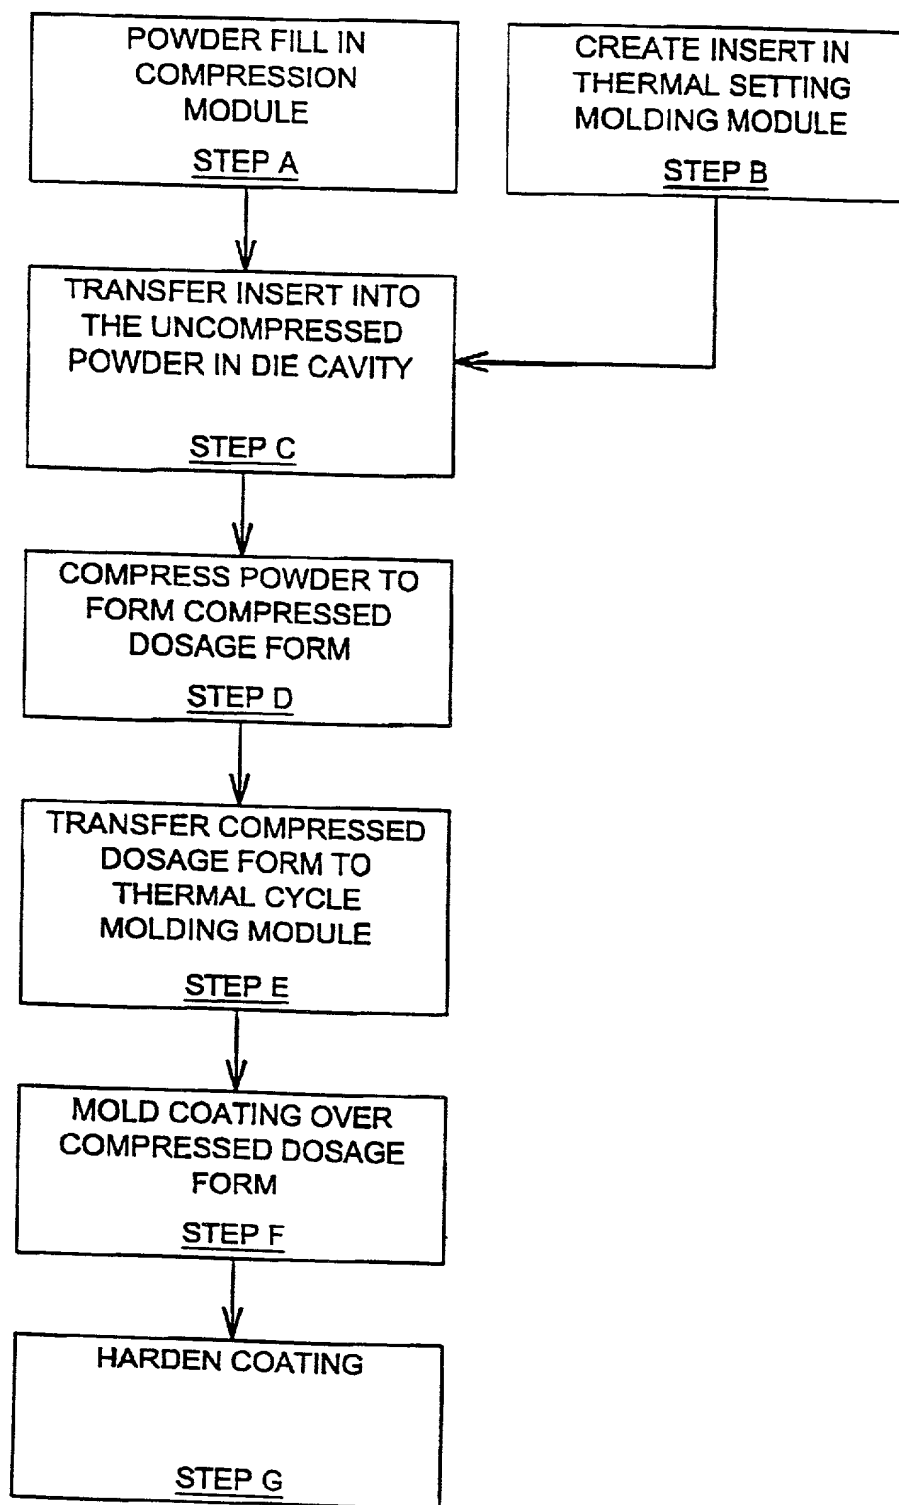 POWDER FILL IN
COMPRESSION
MODULE
STEP A
CREATE INSERT IN
THERMAL SETTING
MOLDING MODULE
STEP B
TRANSFER INSERT INTO
THE UNCOMPRESSED
POWDER IN DIE CAVITY
STEP C
COMPRESS POWDER TO
FORM COMPRESSED
DOSAGE FORM
STEP D
TRANSFER COMPRESSED
DOSAGE FORM TO
THERMAL CYCLE
MOLDING MODULE
STEP E
MOLD COATING OVER
COMPRESSED DOSAGE
FORM
STEP F
HARDEN COATING
STEP G